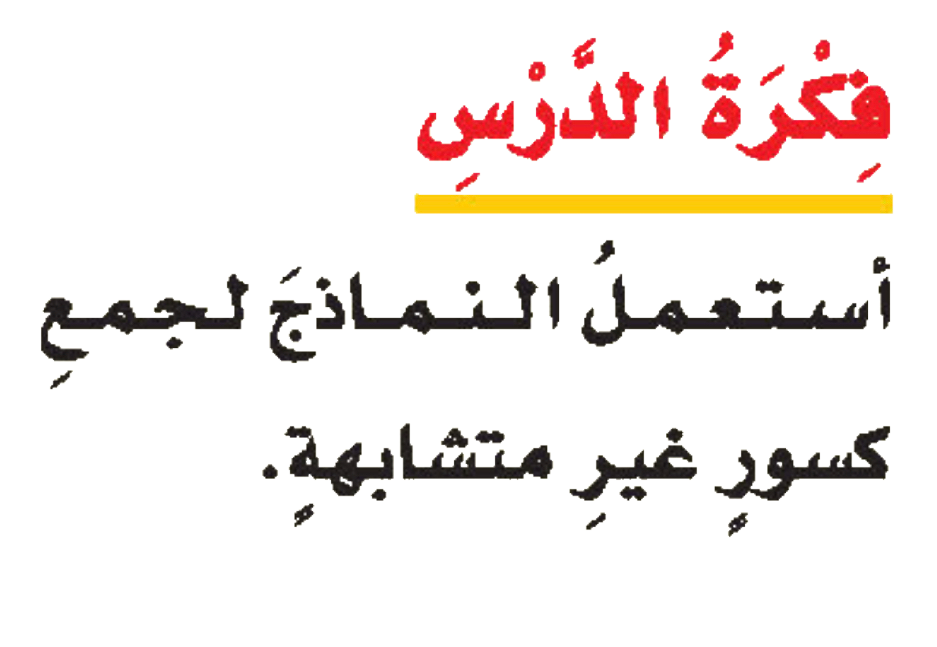 فِكْرَةُ الدَّرْسِ
أستعملُ النماذجَ لجمعِ
كسورٍ غيرِ متشابهةٍ.